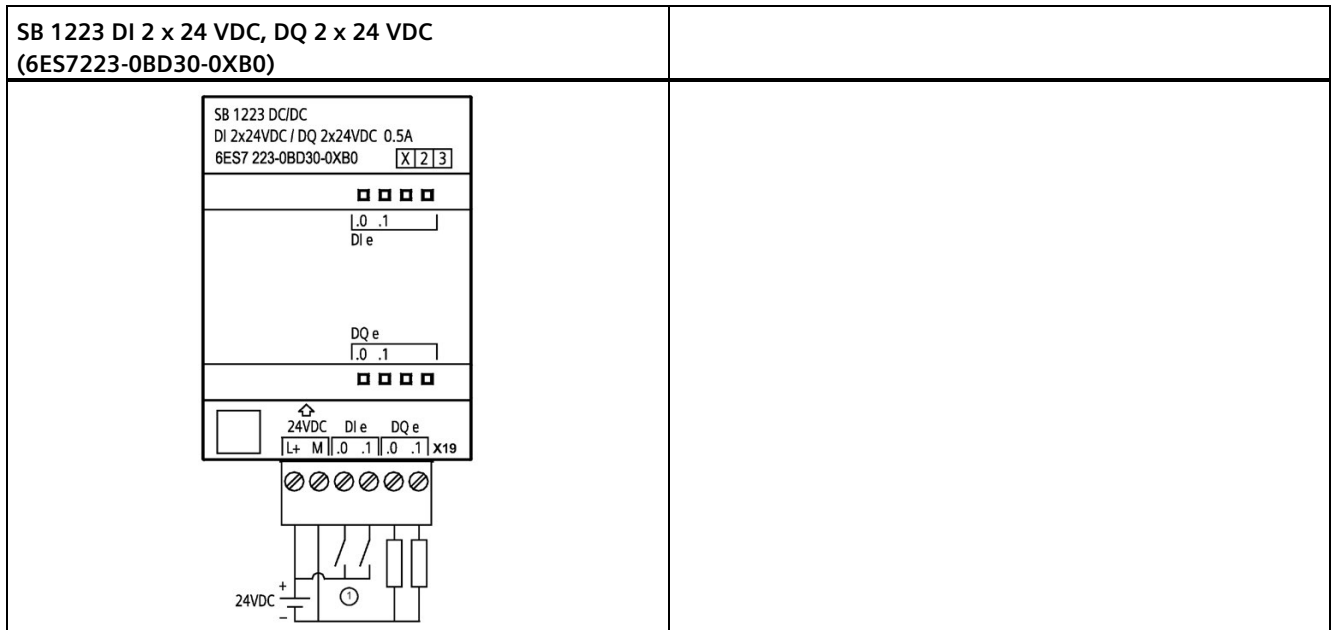 SB 1223 DI 2 x 24 VDC, DQ 2 x 24 VDC
(6ES7223-0BD30-0XB0)
SB 1223 DC/DC
DI 2x24VDC / DQ 2x24VDC 0.5A
6ES7 223-0BD30-0XB0 X 2 3
.0 .1
DI e
DQ e
.0 .1
24VDC DI e DQ e
L+ M .0 .1 .0 .1 X19
+
24VDC ①
−